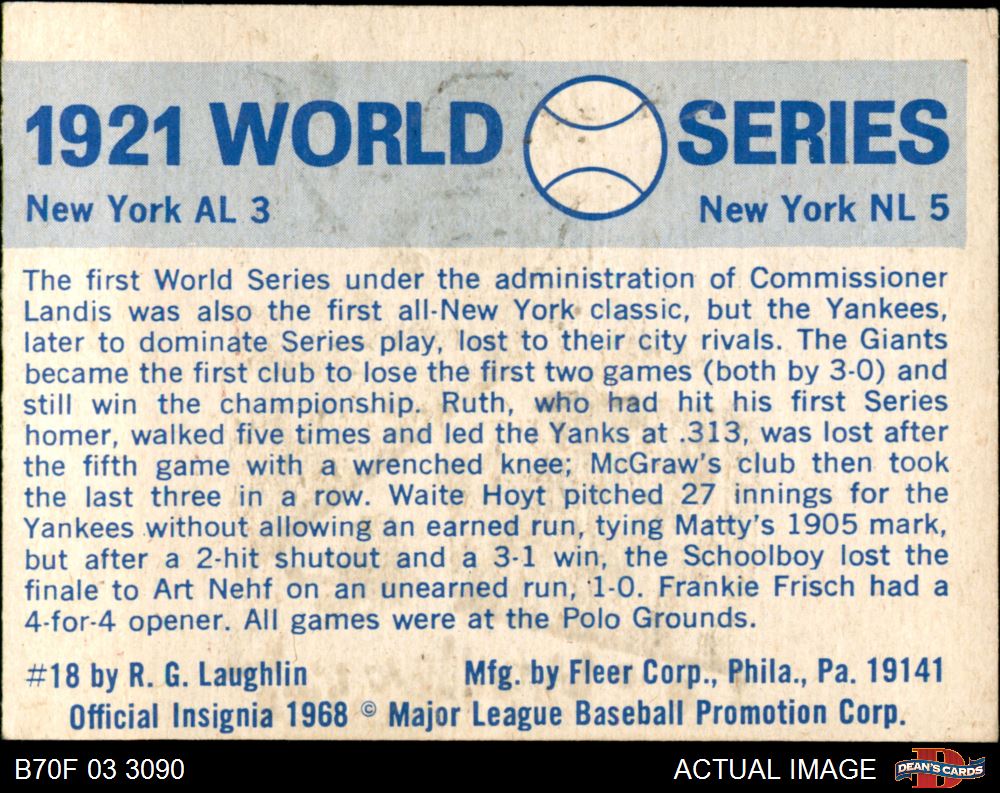 1921 WORLD SERIES
New York AL 3 New York NL 5
The first World Series under the administration of Commissioner
Landis was also the first all-New York classic, but the Yankees,
later to dominate Series play, lost to their city rivals. The Giants
became the first club to lose the first two games (both by 3-0) and
still win the championship. Ruth, who had hit his first Series
homer, walked five times and led the Yanks at .313, was lost after
the fifth game with a wrenched knee; McGraw's club then took
the last three in a row. Waite Hoyt pitched 27 innings for the
Yankees without allowing an earned run, tying Matty's 1905 mark,
but after a 2-hit shutout and a 3-1 win, the Schoolboy lost the
finale to Art Nehf on an unearned run, 1-0. Frankie Frisch had a
4-for-4 opener. All games were at the Polo Grounds.
#18 by R. G. Laughlin Mfg. by Fleer Corp., Phila., Pa. 19141
Official Insignia 1968 © Major League Baseball Promotion Corp.
B70F 03 3090 ACTUAL IMAGE DEAN'S CARDS